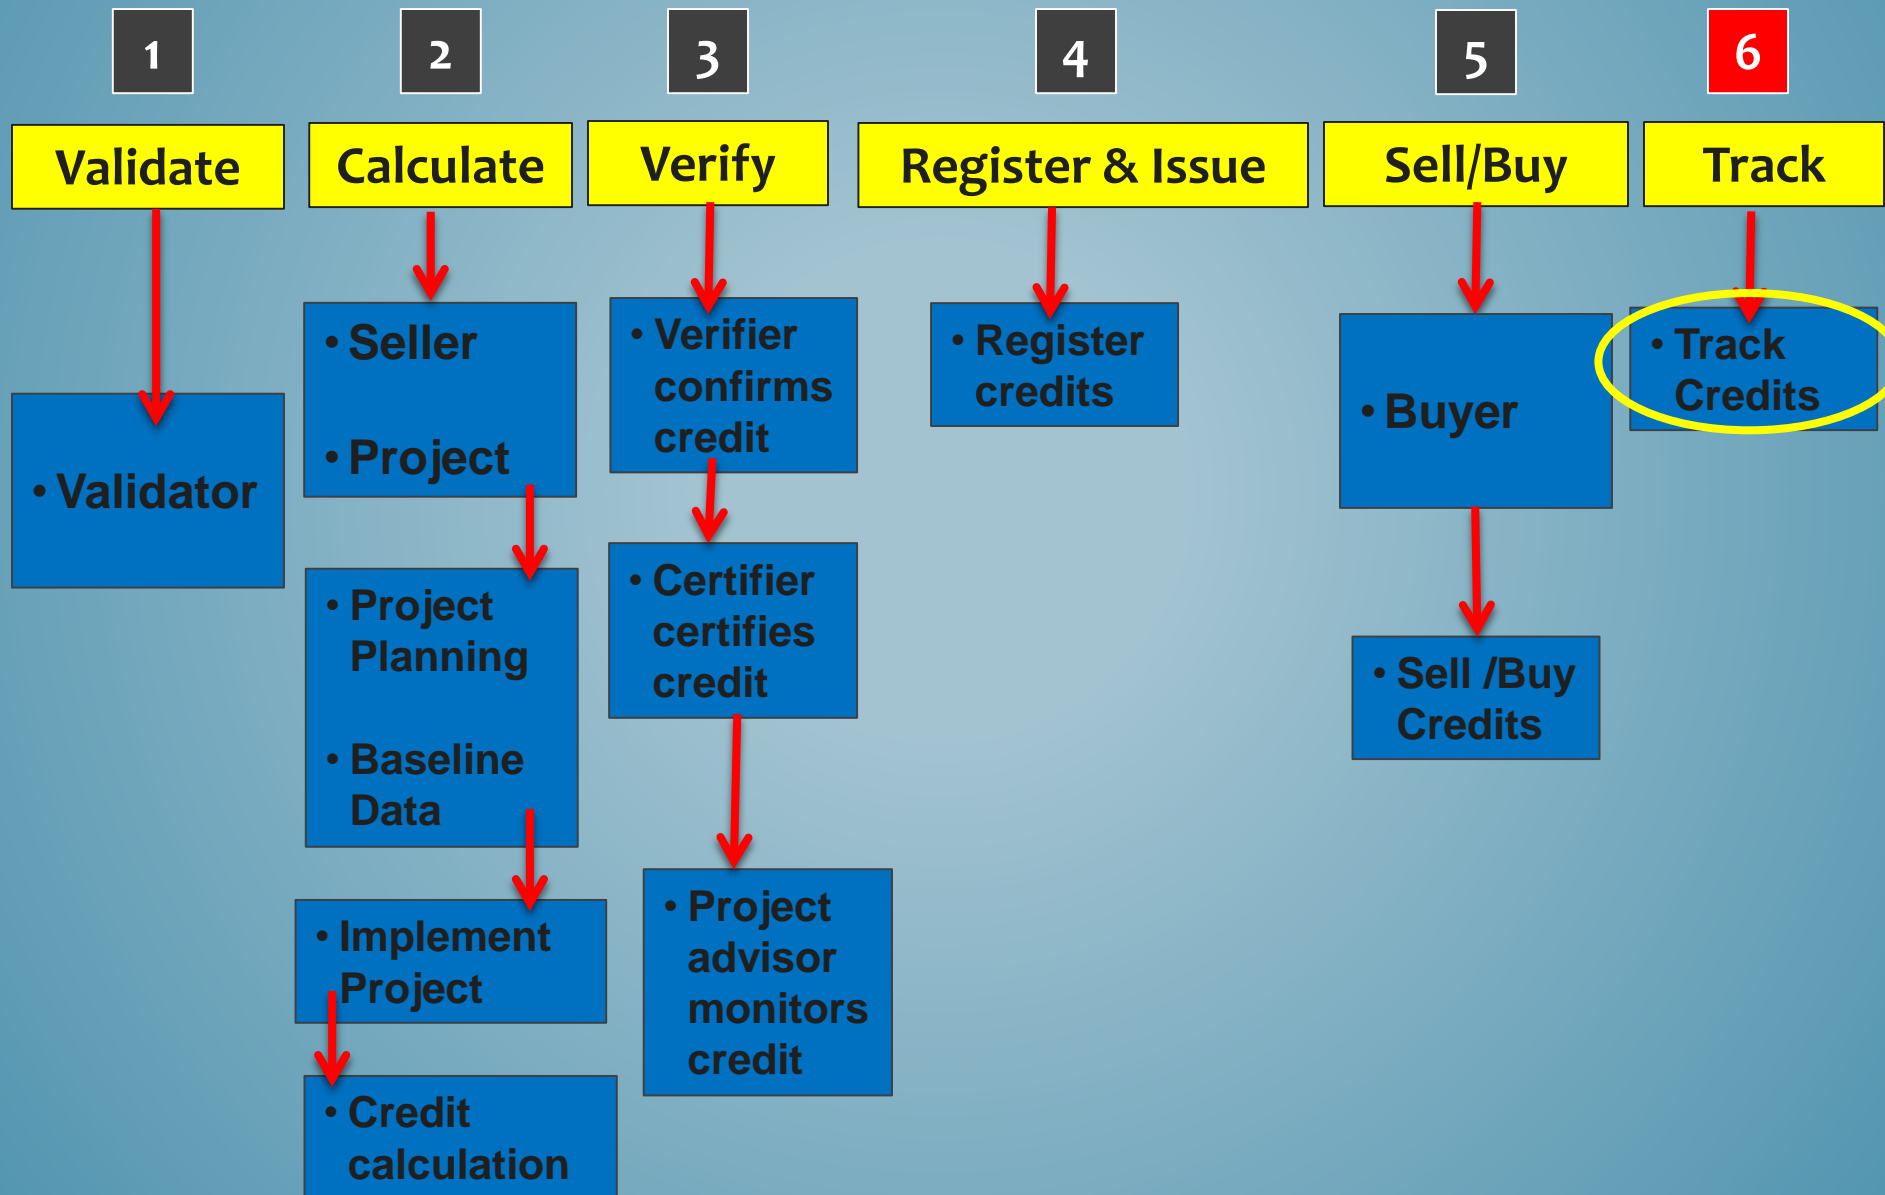 1
2
3
4
5
6
Validate
Calculate
Verify
Register & Issue
Sell/Buy
Track
• Validator
• Seller
• Project
• Project
Planning
• Baseline
Data
• Implement
Project
• Credit
calculation
• Verifier
confirms
credit
• Certifier
certifies
credit
• Project
advisor
monitors
credit
• Register
credits
• Buyer
• Sell /Buy
Credits
• Track
Credits